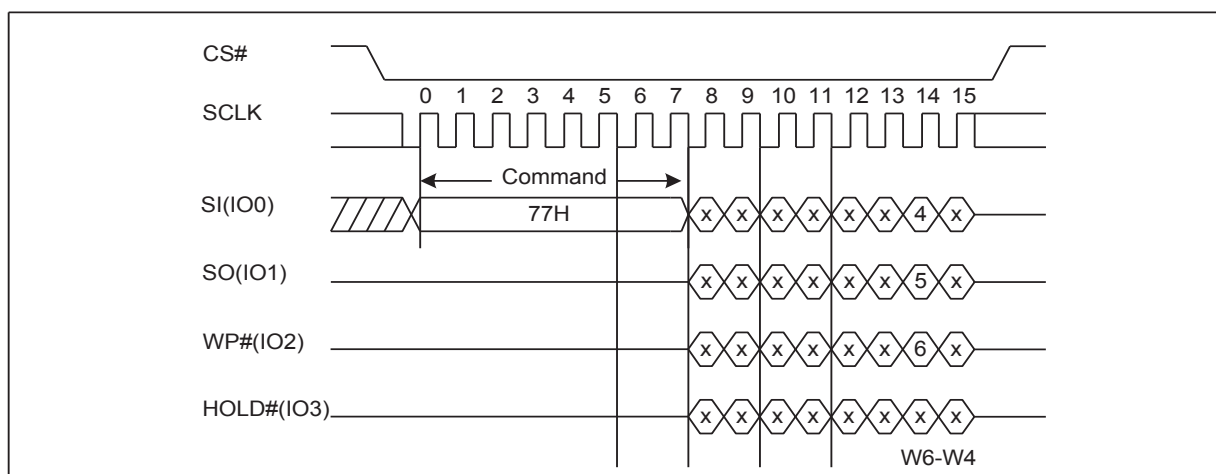 CS#
0 1 2 3 4 5 6 7 8 9 10 11 12 13 14 15
SCLK
Command
SI(IO0)
77H
x x x x x x 4 x
SO(IO1)
x x x x x x 5 x
WP#(IO2)
x x x x x x 6 x
HOLD#(IO3)
x x x x x x x x
W6-W4